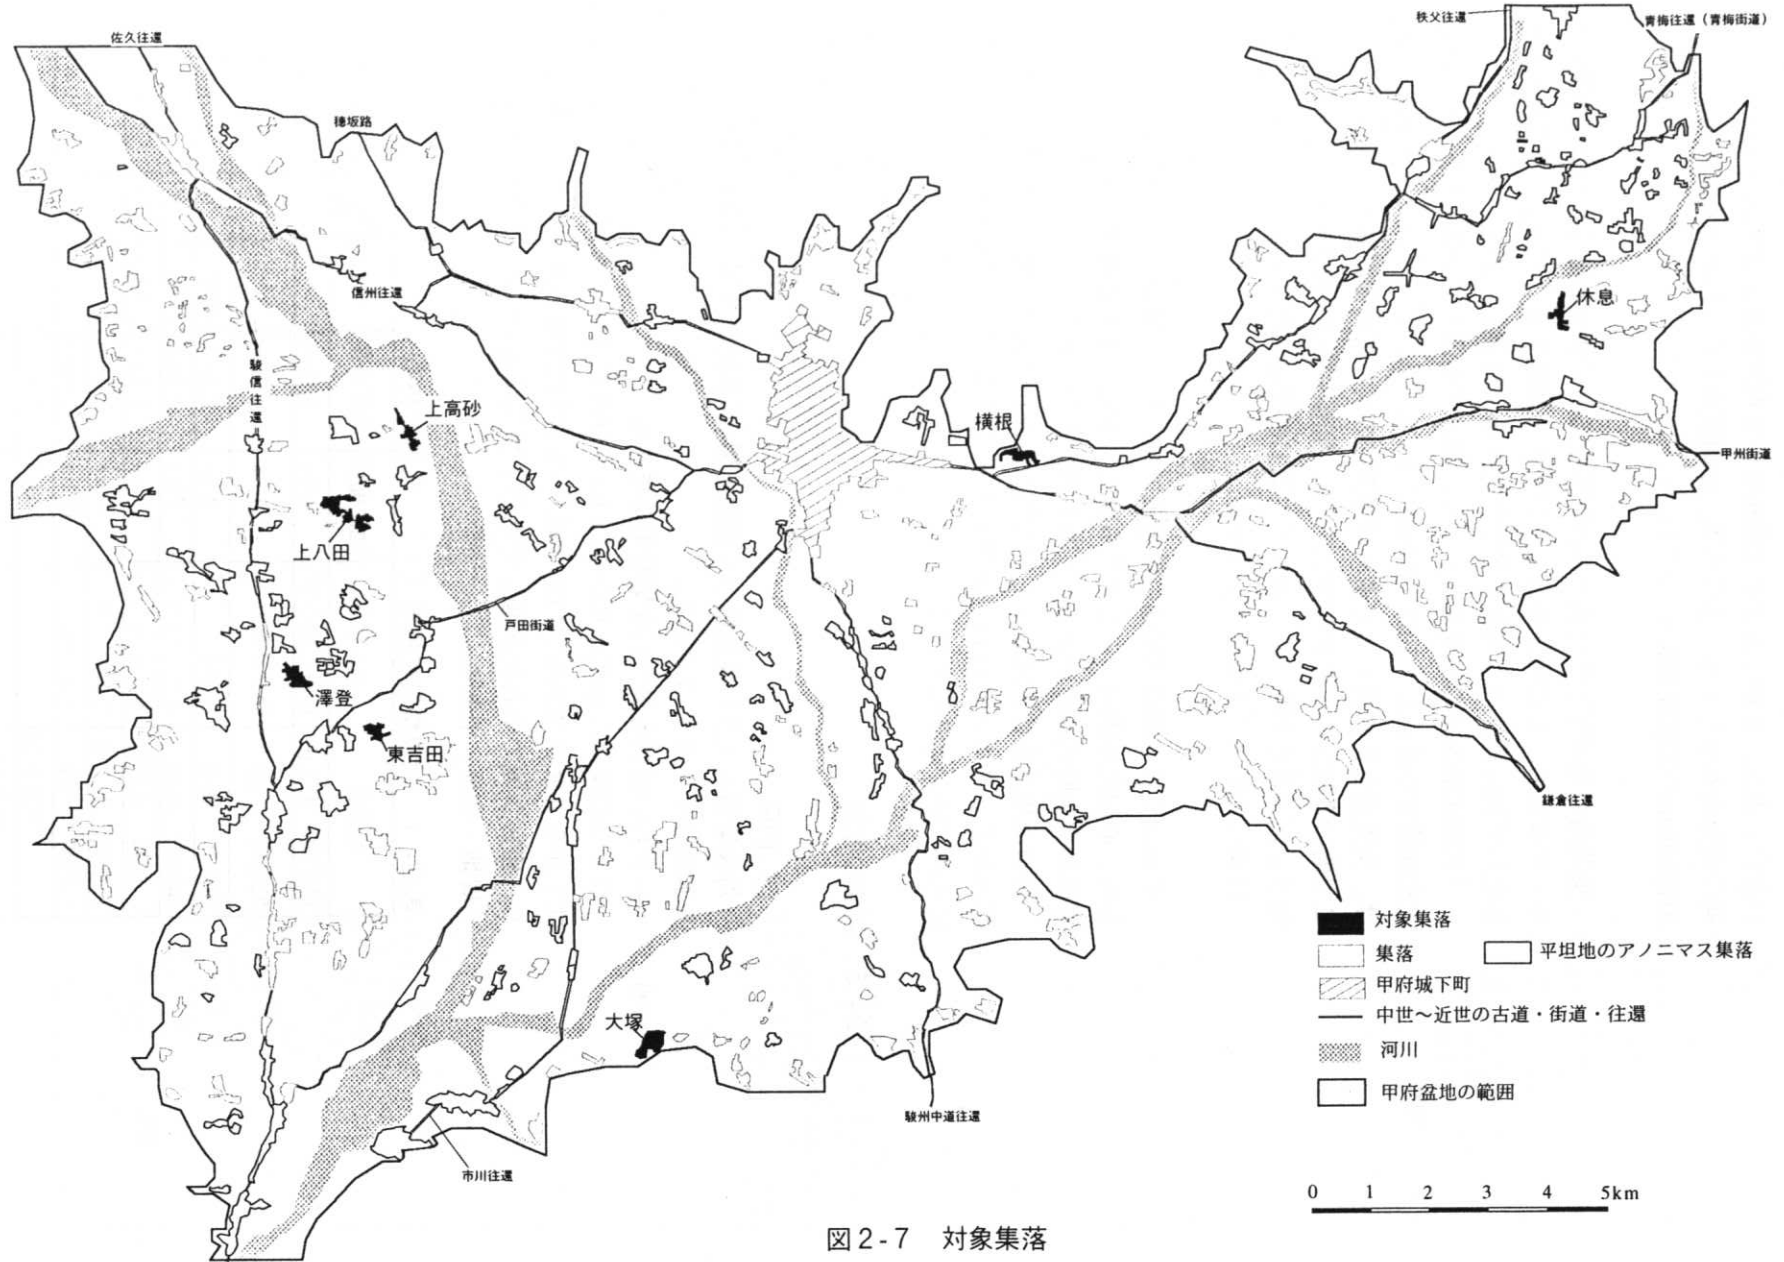 佐久往還
穂坂路
秩父往還
青梅往還（青梅街道）
信州往還
駿信往還
休息
上高砂
横根
甲州街道
上八田
戸田街道
澤登
東吉田
鎌倉往還
大塚
駿州中道往還
市川往還
対象集落
集落
平坦地のアノニマス集落
甲府城下町
中世～近世の古道・街道・往還
河川
甲府盆地の範囲
0 1 2 3 4 5km
図2-7 対象集落